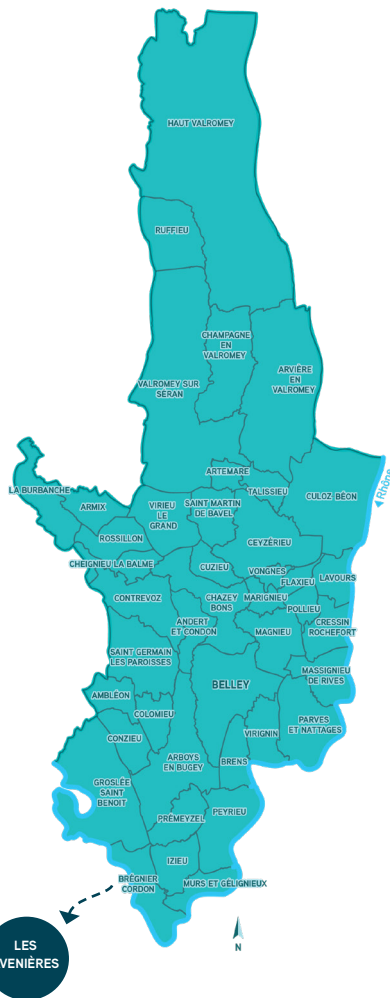 HAUT VALROMEY
RUFFIEU
CHAMPAGNE
EN
VALROMEY
ARVIÈRE
EN
VALROMEY
VALROMEY SUR
SÉRAN
ARTEMARE
TALISSIEU
CULOZ BÉON
Rhône
LA BURBANCHE
ARMIX
VIRIEU
LE
GRAND
SAINT MARTIN
DE BAVEL
ROSSILLON
CEYZÉRIEU
CHEIGNIEU LA BALME
CUZIEU
VONGNES
FLAXIEU
LAVOURS
CONTREVOZ
CHAZEY
BONS
MARIGNIEU
POLLIEU
ANDERT
ET CONDON
MAGNIEU
CRESSIN
ROCHEFORT
SAINT GERMAIN
LES PAROISSES
MASSIGNIEU
DE RIVES
BELLEY
AMBLÉON
COLOMIEU
PARVES
ET NATTAGES
CONZIEU
VIRIGNIN
ARBOYS
EN BUGEY
BRENS
GROSLÉE
SAINT
BENOIT
PRÉMEYZEL
PEYRIEU
IZIEU
BRÉGNIER
CORDON
MURS ET GÉLIGNIEUX
N
LES
VENIÈRES